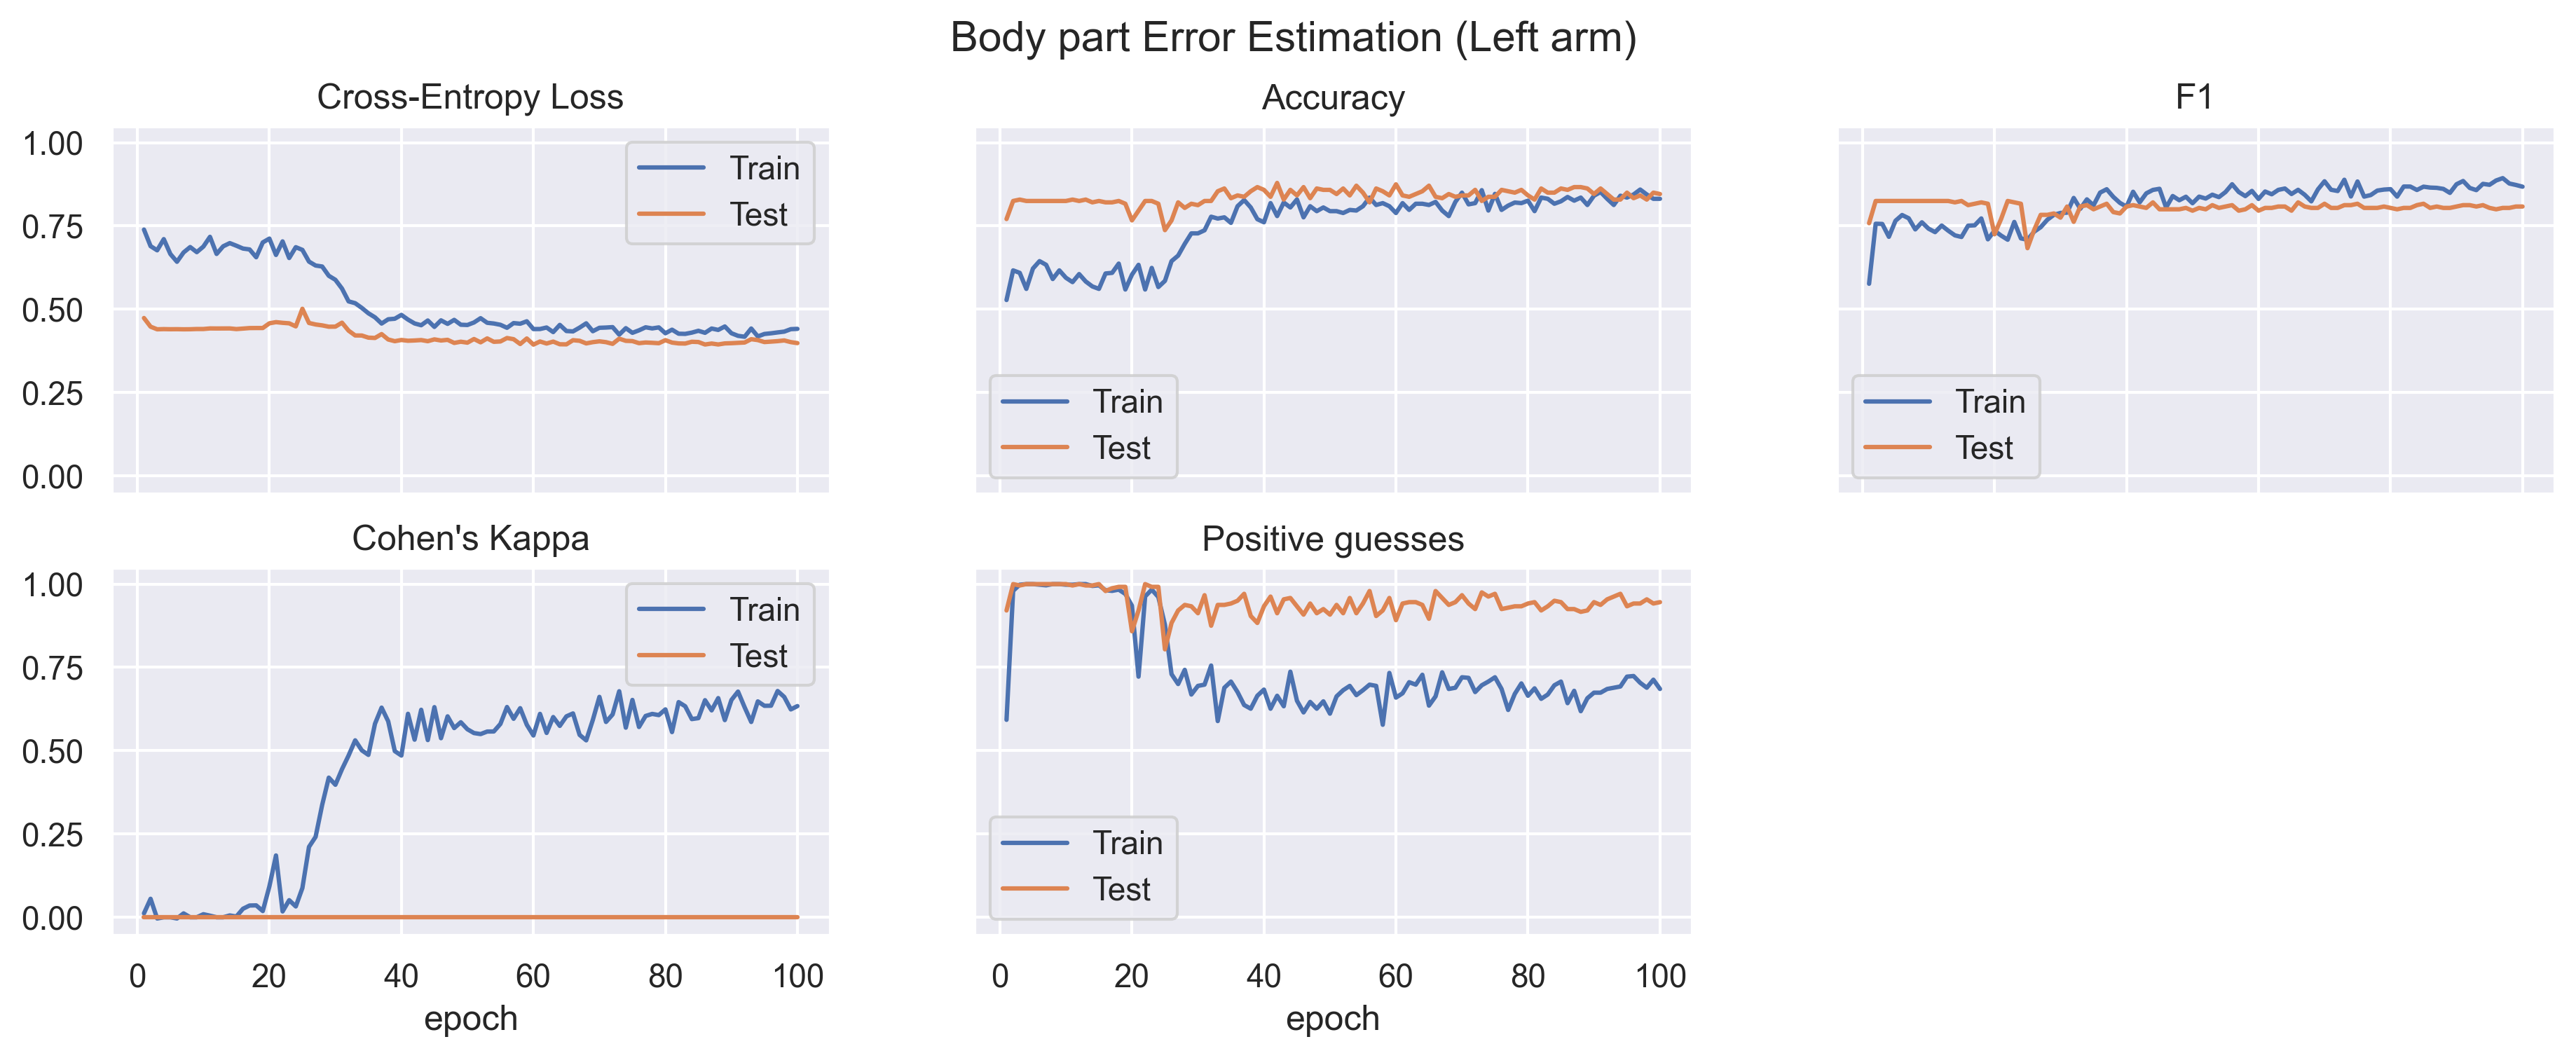 Body part Error Estimation (Left arm)
Cross-Entropy Loss
1.00
0.75
0.50
0.25
0.00
Train
Test
Accuracy
Train
Test
F1
Train
Test
Cohen's Kappa
1.00
0.75
0.50
0.25
0.00
Train
Test
0 20 40 60 80 100
epoch
Positive guesses
Train
Test
0 20 40 60 80 100
epoch